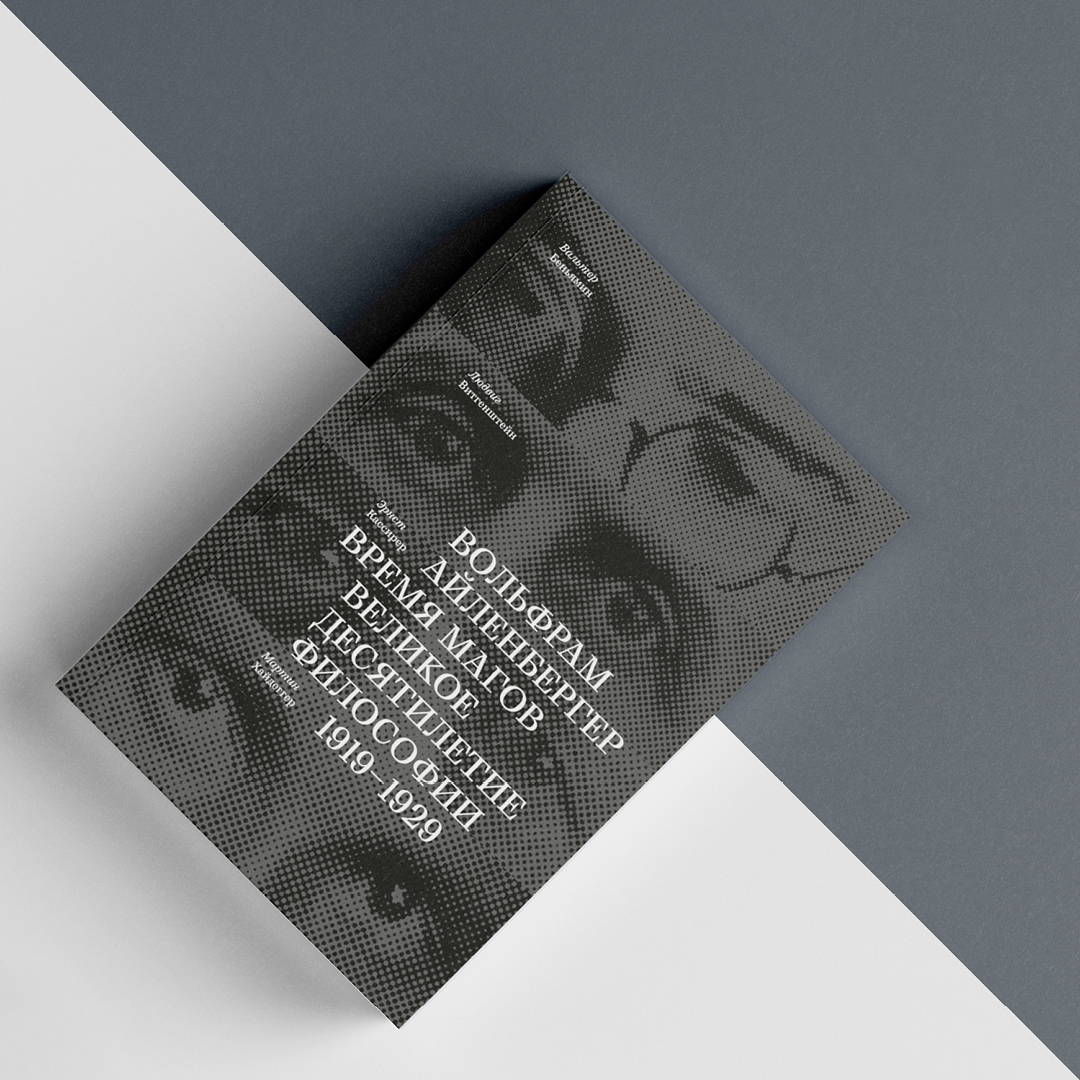 Вальтер
Беньямин
Людвиг
Витгенштейн
Эрнст
Кассирер
Мартин
Хайдеггер
ВОЛЬФРАМ
АЙЛЕНБЕРГЕР
ВРЕМЯ МАГОВ
ВЕЛИКОЕ
ДЕСЯТИЛЕТИЕ
ФИЛОСОФИИ
1919–1929